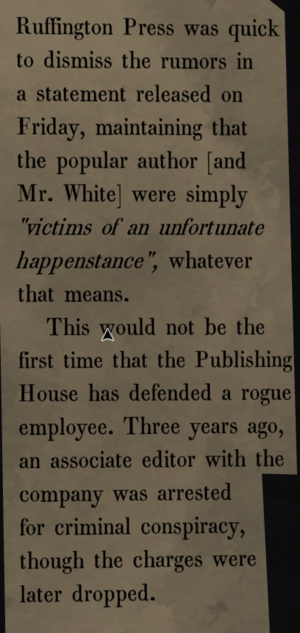 Ruffington Press was quick
to dismiss the rumors in
a statement released on
Friday, maintaining that
the popular author [and
Mr. White] were simply
"victims of an unfortunate
happenstance", whatever
that means.
This would not be the
first time that the Publishing
House has defended a rogue
employee. Three years ago,
an associate editor with the
company was arrested
for criminal conspiracy,
though the charges were
later dropped.